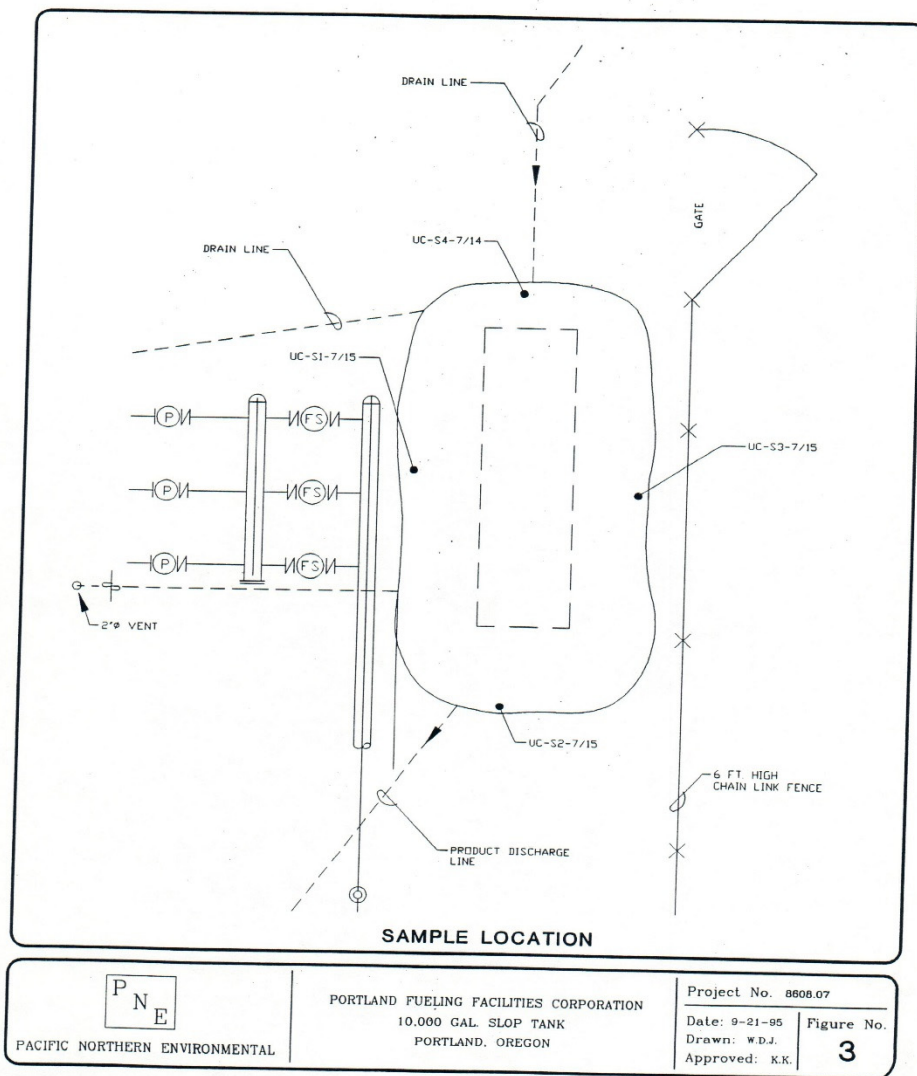 DRAIN LINE
GATE
UC-S4-7/14
DRAIN LINE
UC-S1-7/15
P
FS
UC-S3-7/15
P
FS
P
FS
2"ø VENT
UC-S2-7/15
6 FT. HIGH
CHAIN LINK FENCE
PRODUCT DISCHARGE
LINE
SAMPLE LOCATION
PNE
PACIFIC NORTHERN ENVIRONMENTAL
PORTLAND FUELING FACILITIES CORPORATION
10.000 GAL. SLOP TANK
PORTLAND, OREGON
Project No. 8608.07
Date: 9-21-95
Drawn: W.D.J.
Approved: K.K.
Figure No.
3